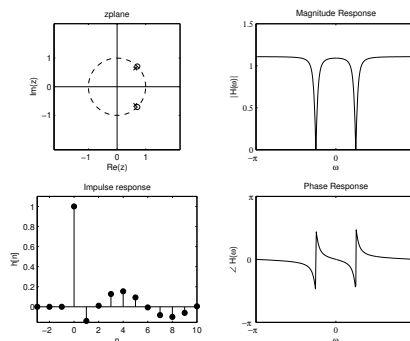 zplane
Im(z)
1
0
−1
−1
0
1
Re(z)
Magnitude Response
|H(ω)|
1.5
1
0.5
0
−π
0
ω
Impulse response
h[n]
1
0.8
0.6
0.4
0.2
0
−2
0
2
4
6
8
10
Phase Response
∠ H(ω)
π
0
−π
−π
0
ω